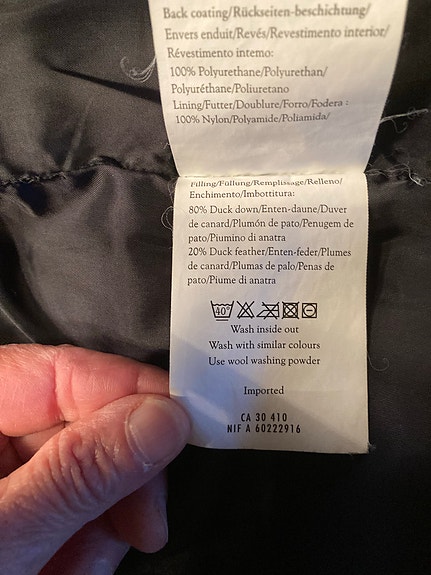 Back coating/Rückseiten-beschichtung/
Envers enduit/Revés/Revestimento interior/
Révestimento intemo:
100% Polyurethane/Polyurethan/
Polyuréthane/Poliuretano
Lining/Futter/Doublure/Forro/Fodera :
100% Nylon/Polyamide/Poliamida/
Filling/Füllung/Remplissage/Relleno/
Enchimento/Imbottitura:
80% Duck down/Enten-daune/Duver
de canard/Plumón de pato/Penugem de
pato/Piumino di anatra
20% Duck feather/Enten-feder/Plumes
de canard/Plumas de palo/Penas de
pato/Piume di anatra
40°
Wash inside out
Wash with similar colours
Use wool washing powder
Imported
CA 30 410
NIF A 60222916